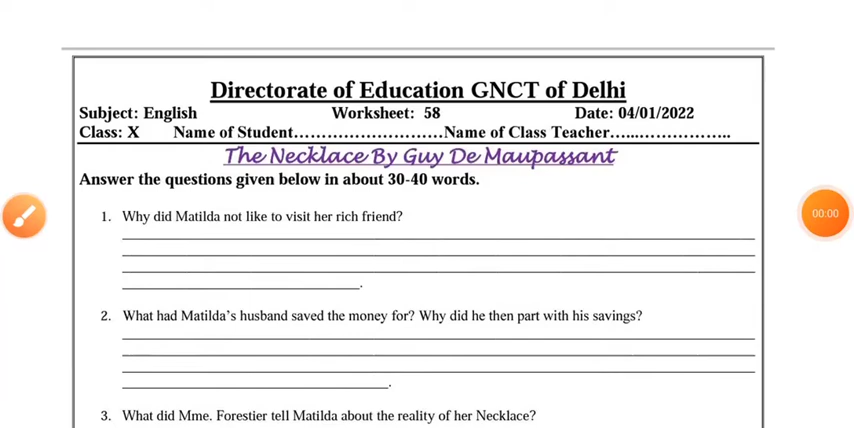 Directorate of Education GNCT of Delhi
Subject: English Worksheet: 58 Date: 04/01/2022
Class: X Name of Student………………………Name of Class Teacher…...……………..
The Necklace By Guy De Maupassant
Answer the questions given below in about 30-40 words.
1. Why did Matilda not like to visit her rich friend?
2. What had Matilda's husband saved the money for? Why did he then part with his savings?
3. What did Mme. Forestier tell Matilda about the reality of her Necklace?
00:00